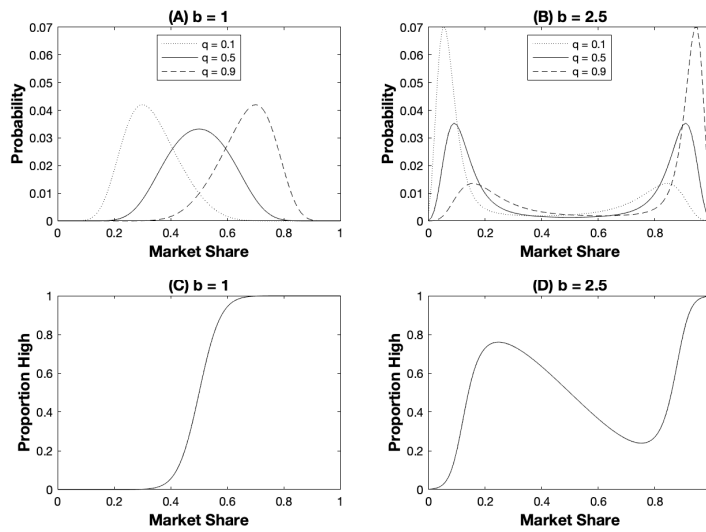 (A) b = 1
Probability
0.07
0.06
0.05
0.04
0.03
0.02
0.01
0
q = 0.1
q = 0.5
q = 0.9
0 0.2 0.4 0.6 0.8 1
Market Share
(B) b = 2.5
Probability
0.07
0.06
0.05
0.04
0.03
0.02
0.01
0
q = 0.1
q = 0.5
q = 0.9
0 0.2 0.4 0.6 0.8
Market Share
(C) b = 1
Proportion High
1
0.8
0.6
0.4
0.2
0
0 0.2 0.4 0.6 0.8 1
Market Share
(D) b = 2.5
Proportion High
1
0.8
0.6
0.4
0.2
0
0 0.2 0.4 0.6 0.8
Market Share